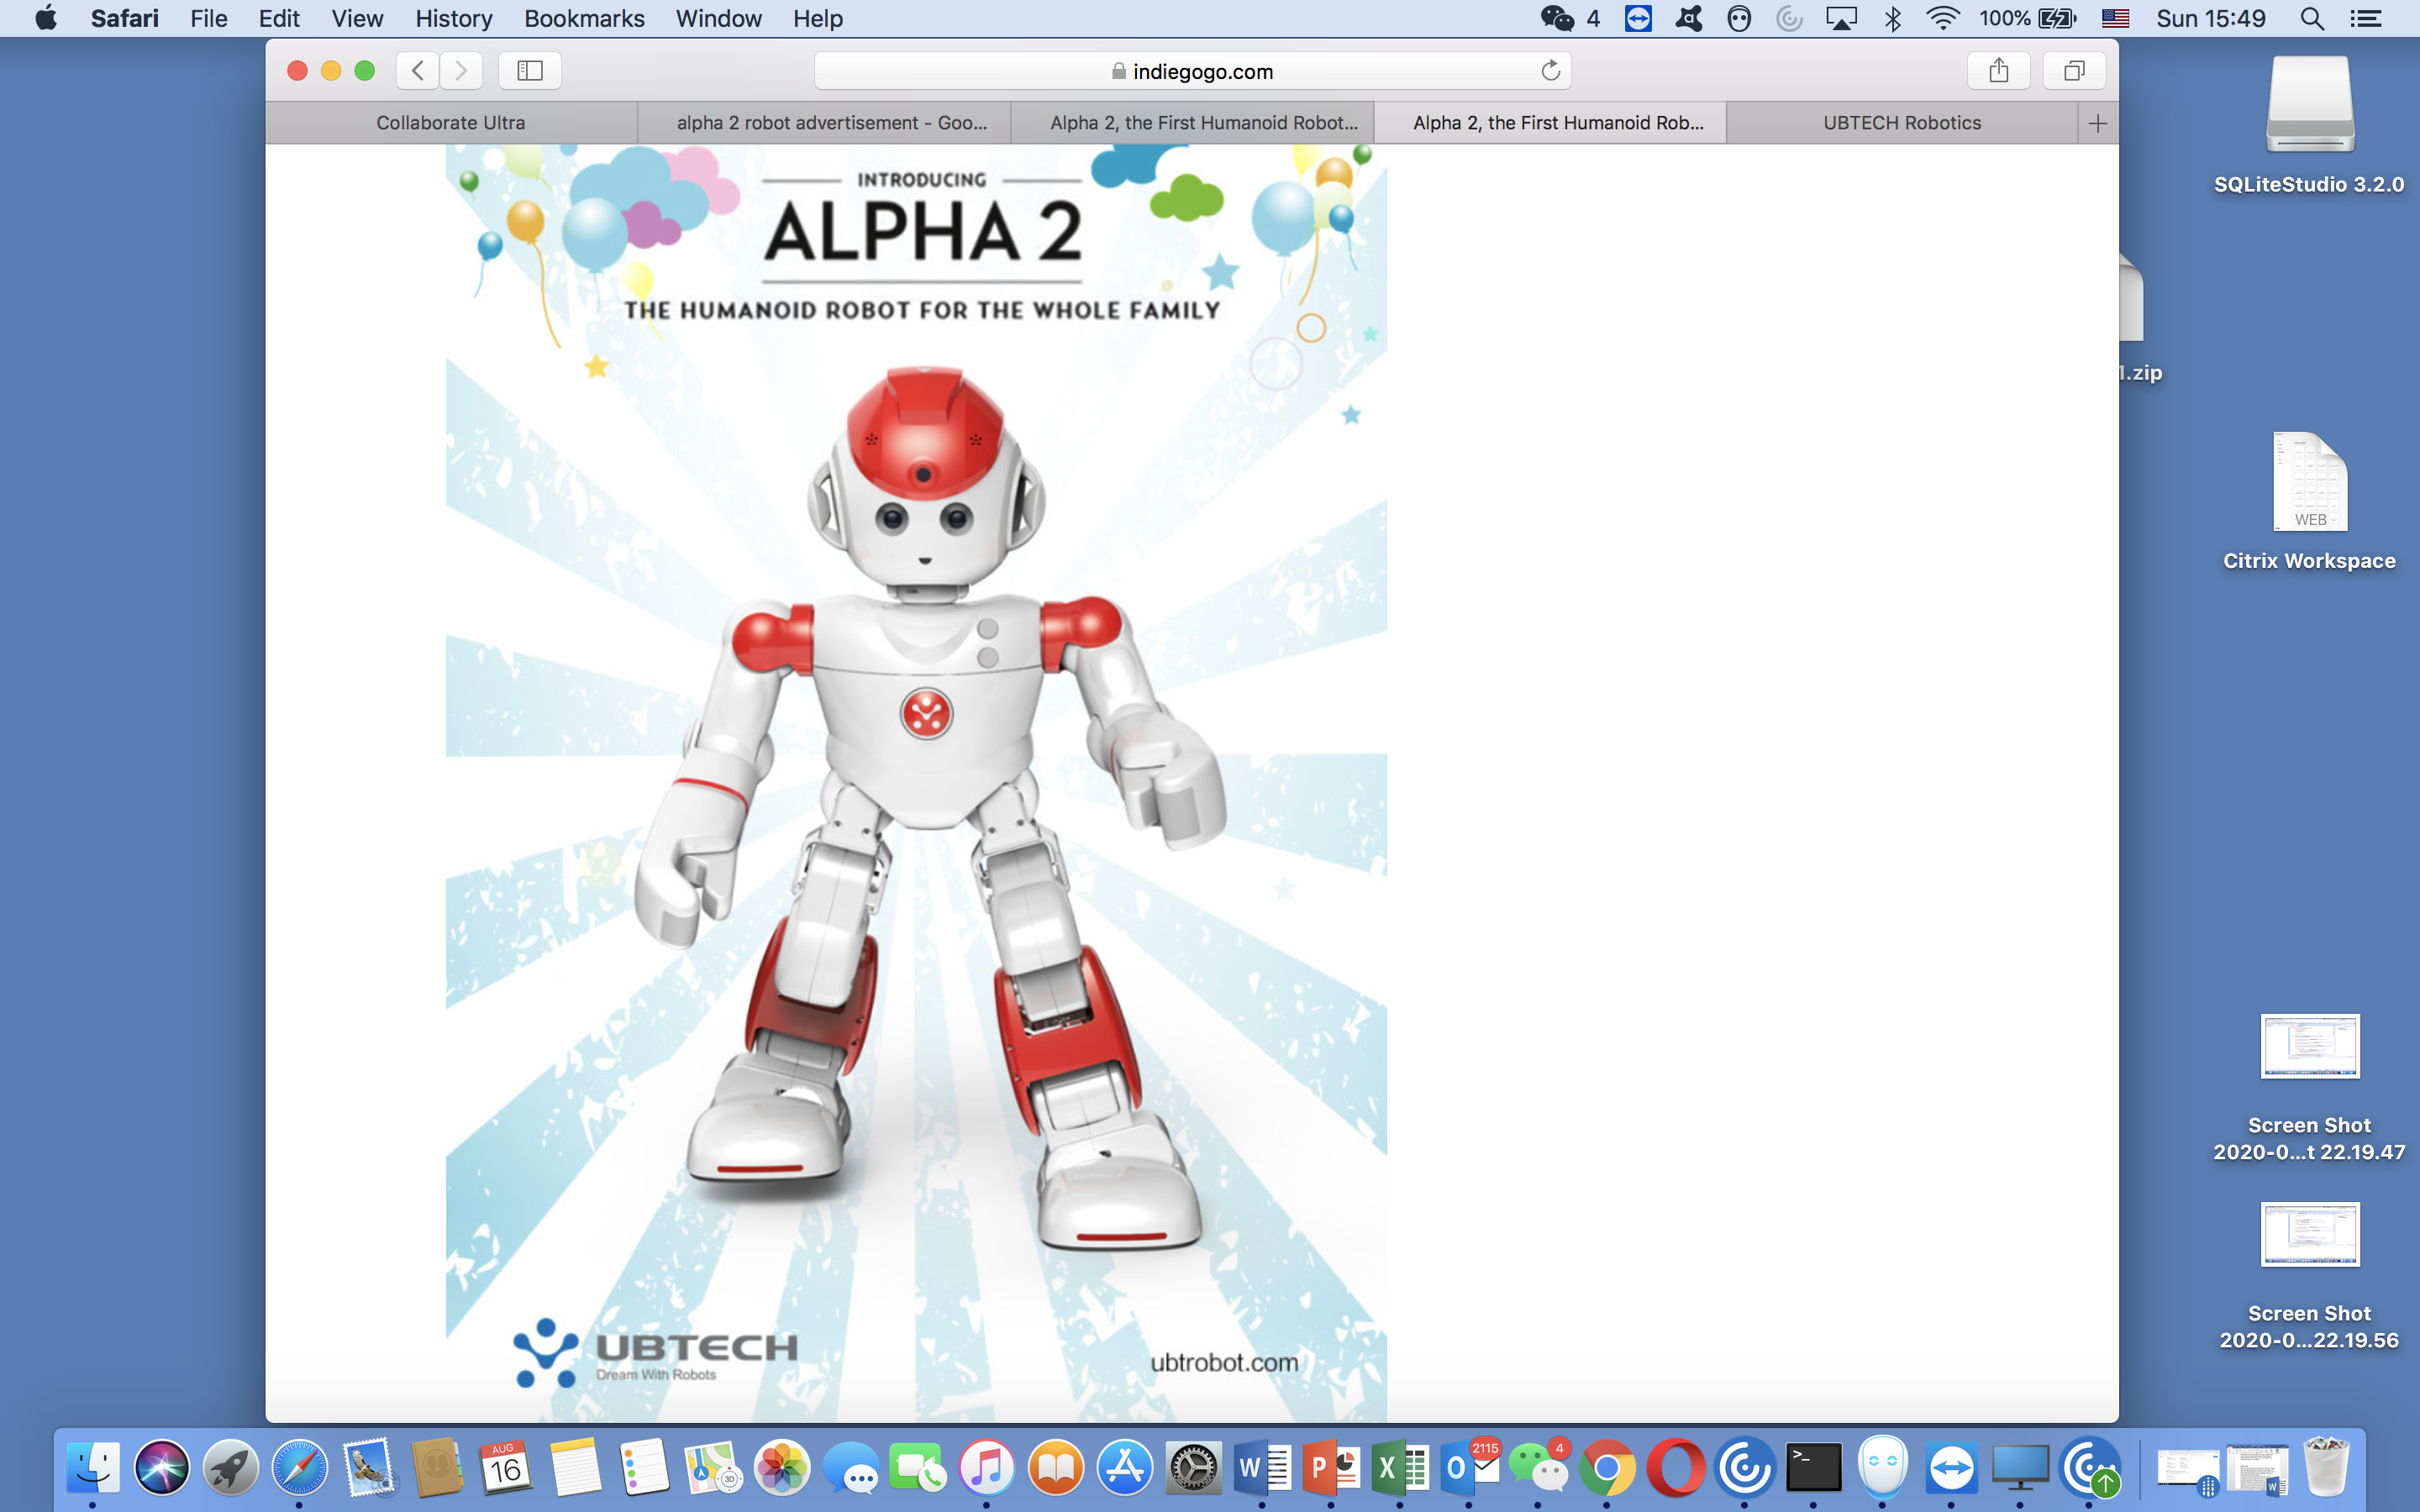 Safari File Edit View History Bookmarks Window Help 4 100% Sun 15:49
indiegogo.com
Collaborate Ultra
alpha 2 robot advertisement - Goo...
Alpha 2, the First Humanoid Robot...
Alpha 2, the First Humanoid Rob...
UBTECH Robotics
INTRODUCING
ALPHA 2
THE HUMANOID ROBOT FOR THE WHOLE FAMILY
UBTECH
Dream With Robots
ubtrobot.com
SQLiteStudio 3.2.0
1.zip
WEB
Citrix Workspace
Screen Shot
2020-0...t 22.19.47
Screen Shot
2020-0...22.19.56
AUG
16
3D
W
P
X
O
2115
4
>_
W